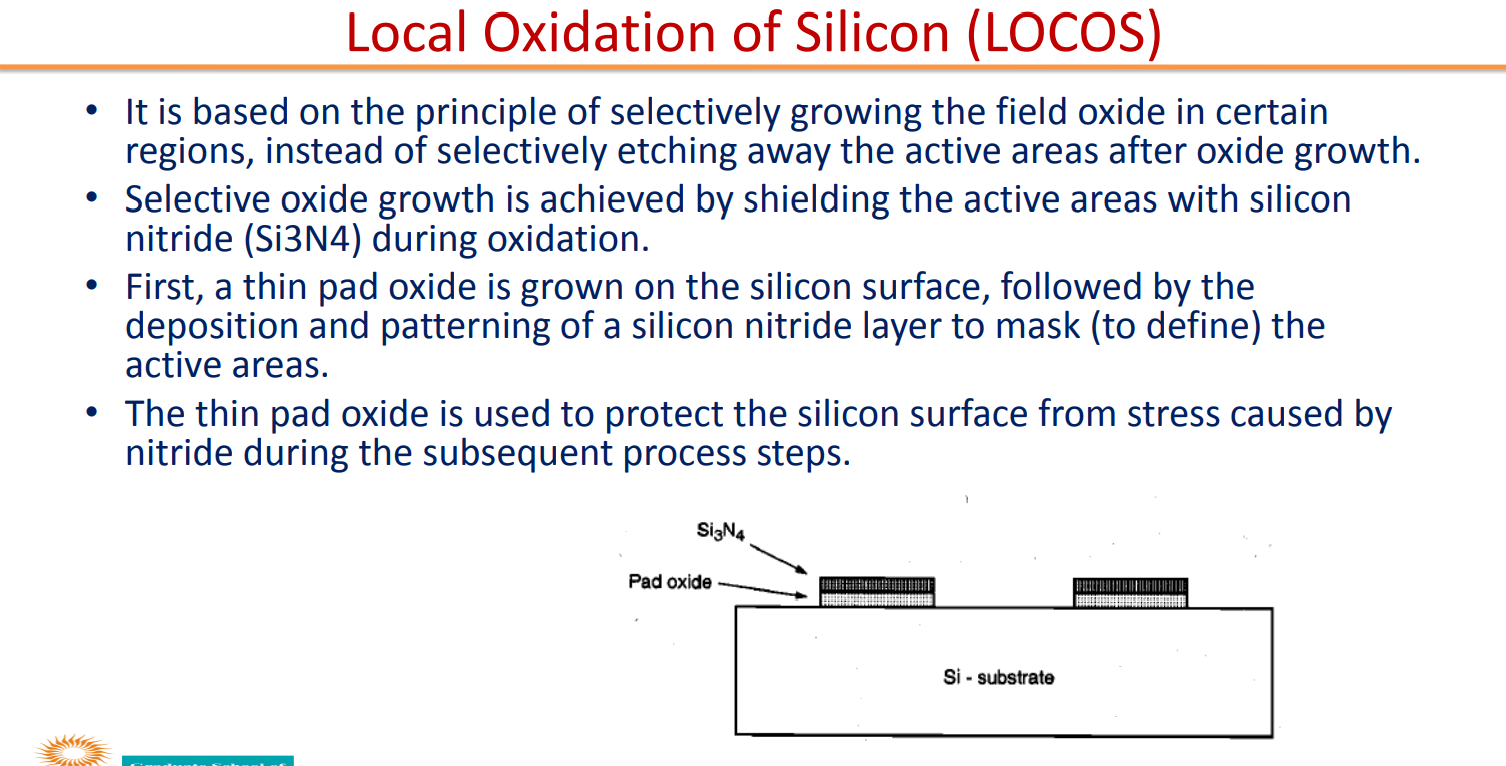 Local Oxidation of Silicon (LOCOS)
• It is based on the principle of selectively growing the field oxide in certain
regions, instead of selectively etching away the active areas after oxide growth.
• Selective oxide growth is achieved by shielding the active areas with silicon
nitride (Si3N4) during oxidation.
• First, a thin pad oxide is grown on the silicon surface, followed by the
deposition and patterning of a silicon nitride layer to mask (to define) the
active areas.
• The thin pad oxide is used to protect the silicon surface from stress caused by
nitride during the subsequent process steps.
Si₃N₄
Pad oxide
Si - substrate
Graduate School of